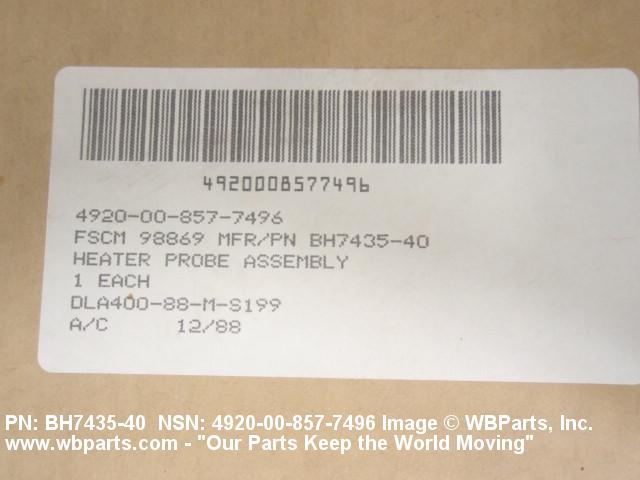 4920008577496
4920-00-857-7496
FSCM 98869 MFR/PN BH7435-40
HEATER PROBE ASSEMBLY
1 EACH
DLA400-88-M-S199
A/C 12/88
PN: BH7435-40 NSN: 4920-00-857-7496 Image © WBParts, Inc.
www.wbparts.com - "Our Parts Keep the World Moving"